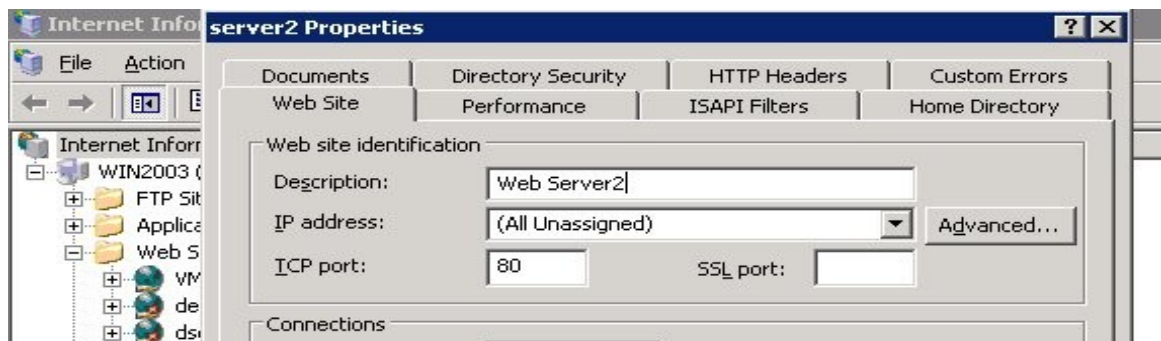 Internet Infor
server2 Properties
File Action
Documents Directory Security HTTP Headers Custom Errors
Web Site Performance ISAPI Filters Home Directory
Internet Inforr
WIN2003 (
FTP Sit
Applica
Web S
VM
de
ds
Web site identification
Description: Web Server2
IP address: (All Unassigned) Advanced...
TCP port: 80 SSL port:
Connections